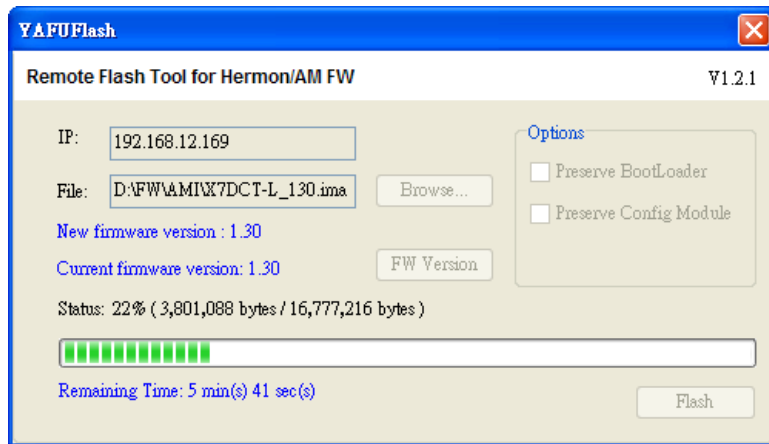 YAFUFlash
Remote Flash Tool for Hermon/AM FW
V1.2.1
IP:
192.168.12.169
File:
D:\FW\AMI\X7DCT-L_130.ima
Browse...
New firmware version : 1.30
Current firmware version: 1.30
FW Version
Options
Preserve BootLoader
Preserve Config Module
Status: 22% ( 3,801,088 bytes / 16,777,216 bytes )
Remaining Time: 5 min(s) 41 sec(s)
Flash